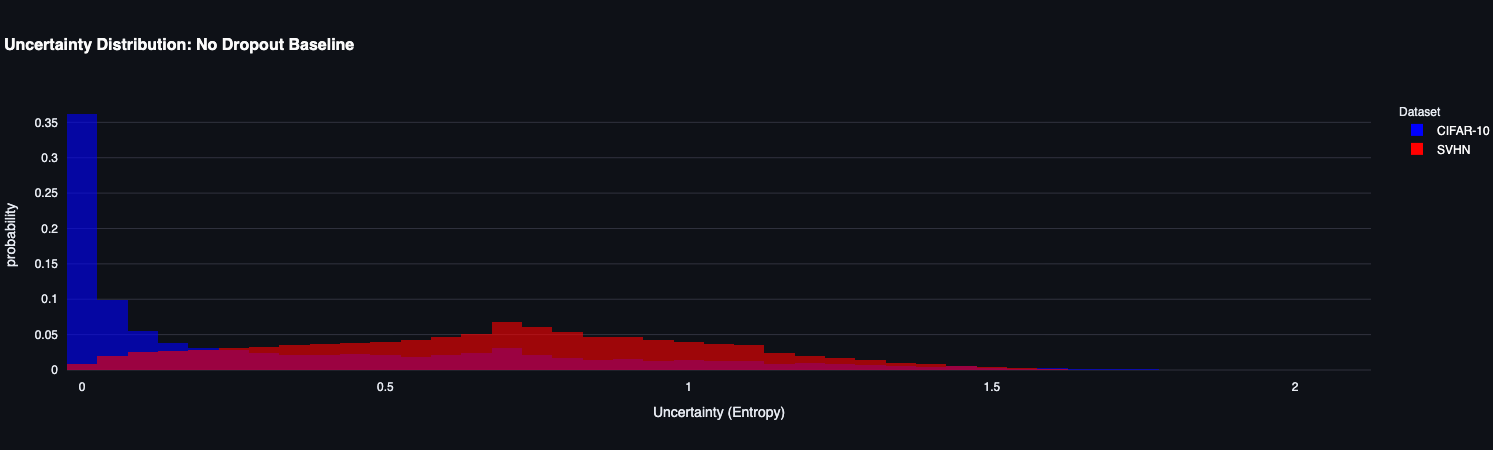 Uncertainty Distribution: No Dropout Baseline
Dataset
CIFAR-10
SVHN
probability
0.35
0.3
0.25
0.2
0.15
0.1
0.05
0
0
0.5
1
1.5
2
Uncertainty (Entropy)